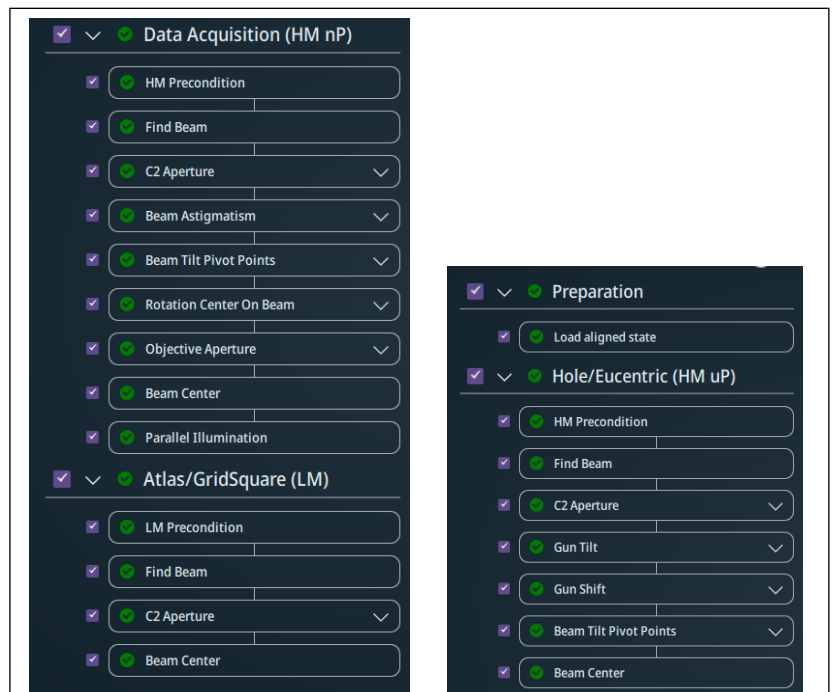 Data Acquisition (HM nP)
HM Precondition
Find Beam
C2 Aperture
Beam Astigmatism
Beam Tilt Pivot Points
Rotation Center On Beam
Objective Aperture
Beam Center
Parallel Illumination
Atlas/GridSquare (LM)
LM Precondition
Find Beam
C2 Aperture
Beam Center
Preparation
Load aligned state
Hole/Eucentric (HM uP)
HM Precondition
Find Beam
C2 Aperture
Gun Tilt
Gun Shift
Beam Tilt Pivot Points
Beam Center